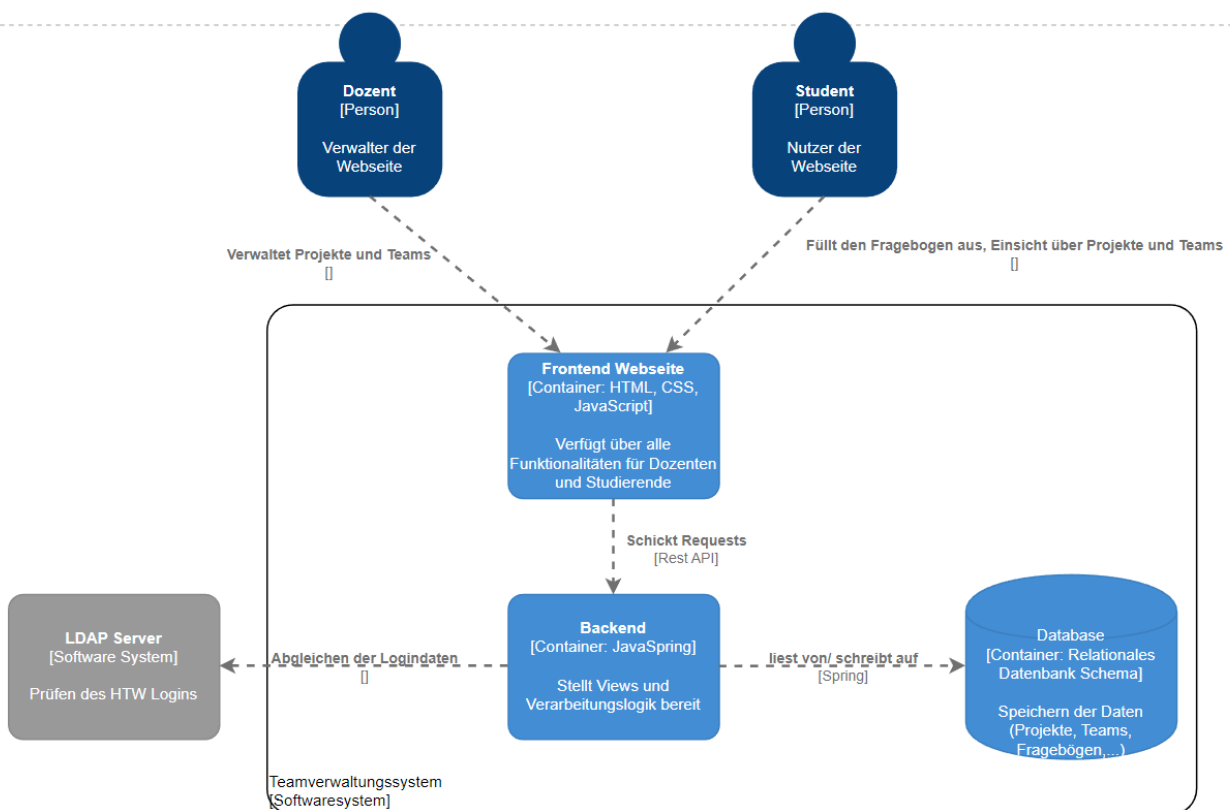 Dozent
[Person]
Verwalter der
Webseite
Student
[Person]
Nutzer der
Webseite
Verwaltet Projekte und Teams
[]
Füllt den Fragebogen aus, Einsicht über Projekte und Teams
[]
Frontend Webseite
[Container: HTML, CSS,
JavaScript]
Verfügt über alle
Funktionalitäten für Dozenten
und Studierende
Schickt Requests
[Rest API]
LDAP Server
[Software System]
Prüfen des HTW Logins
Abgleichen der Logindaten
[]
Backend
[Container: JavaSpring]
Stellt Views und
Verarbeitungslogik bereit
liest von/ schreibt auf
[Spring]
Database
[Container: Relationales
Datenbank Schema]
Speichern der Daten
(Projekte, Teams,
Fragebögen,...)
Teamverwaltungssystem
[Softwaresystem]